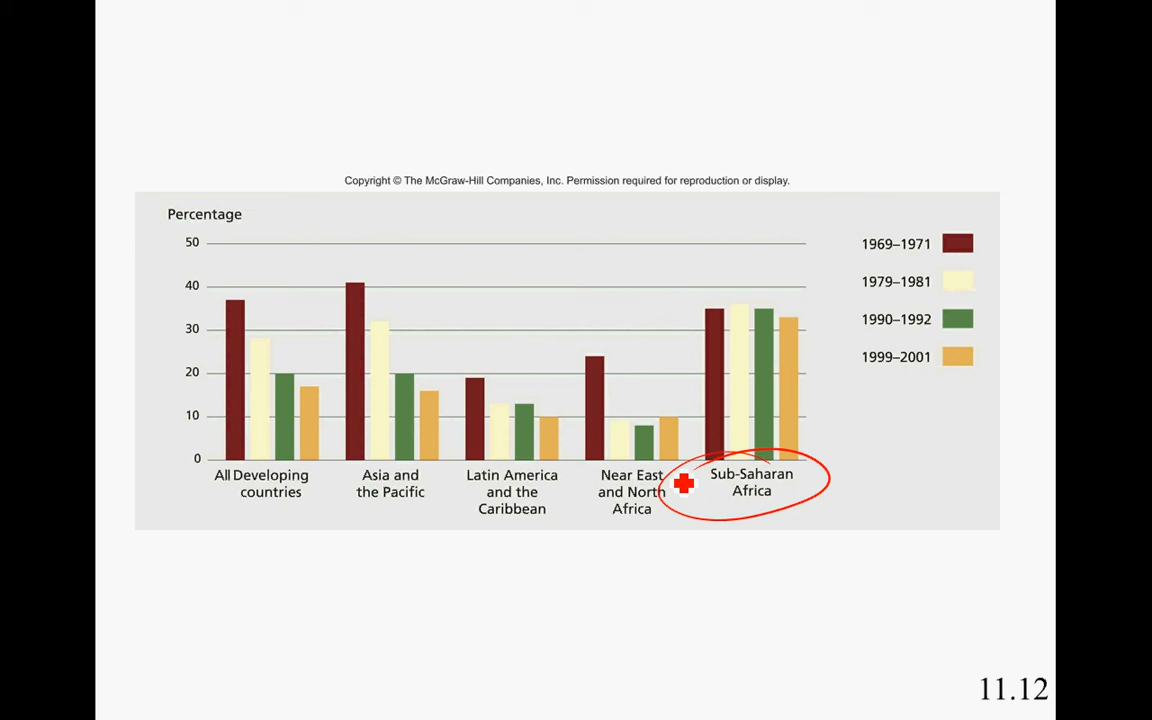 Copyright © The McGraw-Hill Companies, Inc. Permission required for reproduction or display.
Percentage
50
40
30
20
10
0
1969–1971
1979–1981
1990–1992
1999–2001
All Developing
countries
Asia and
the Pacific
Latin America
and the
Caribbean
Near East
and North
Africa
Sub-Saharan
Africa
11.12